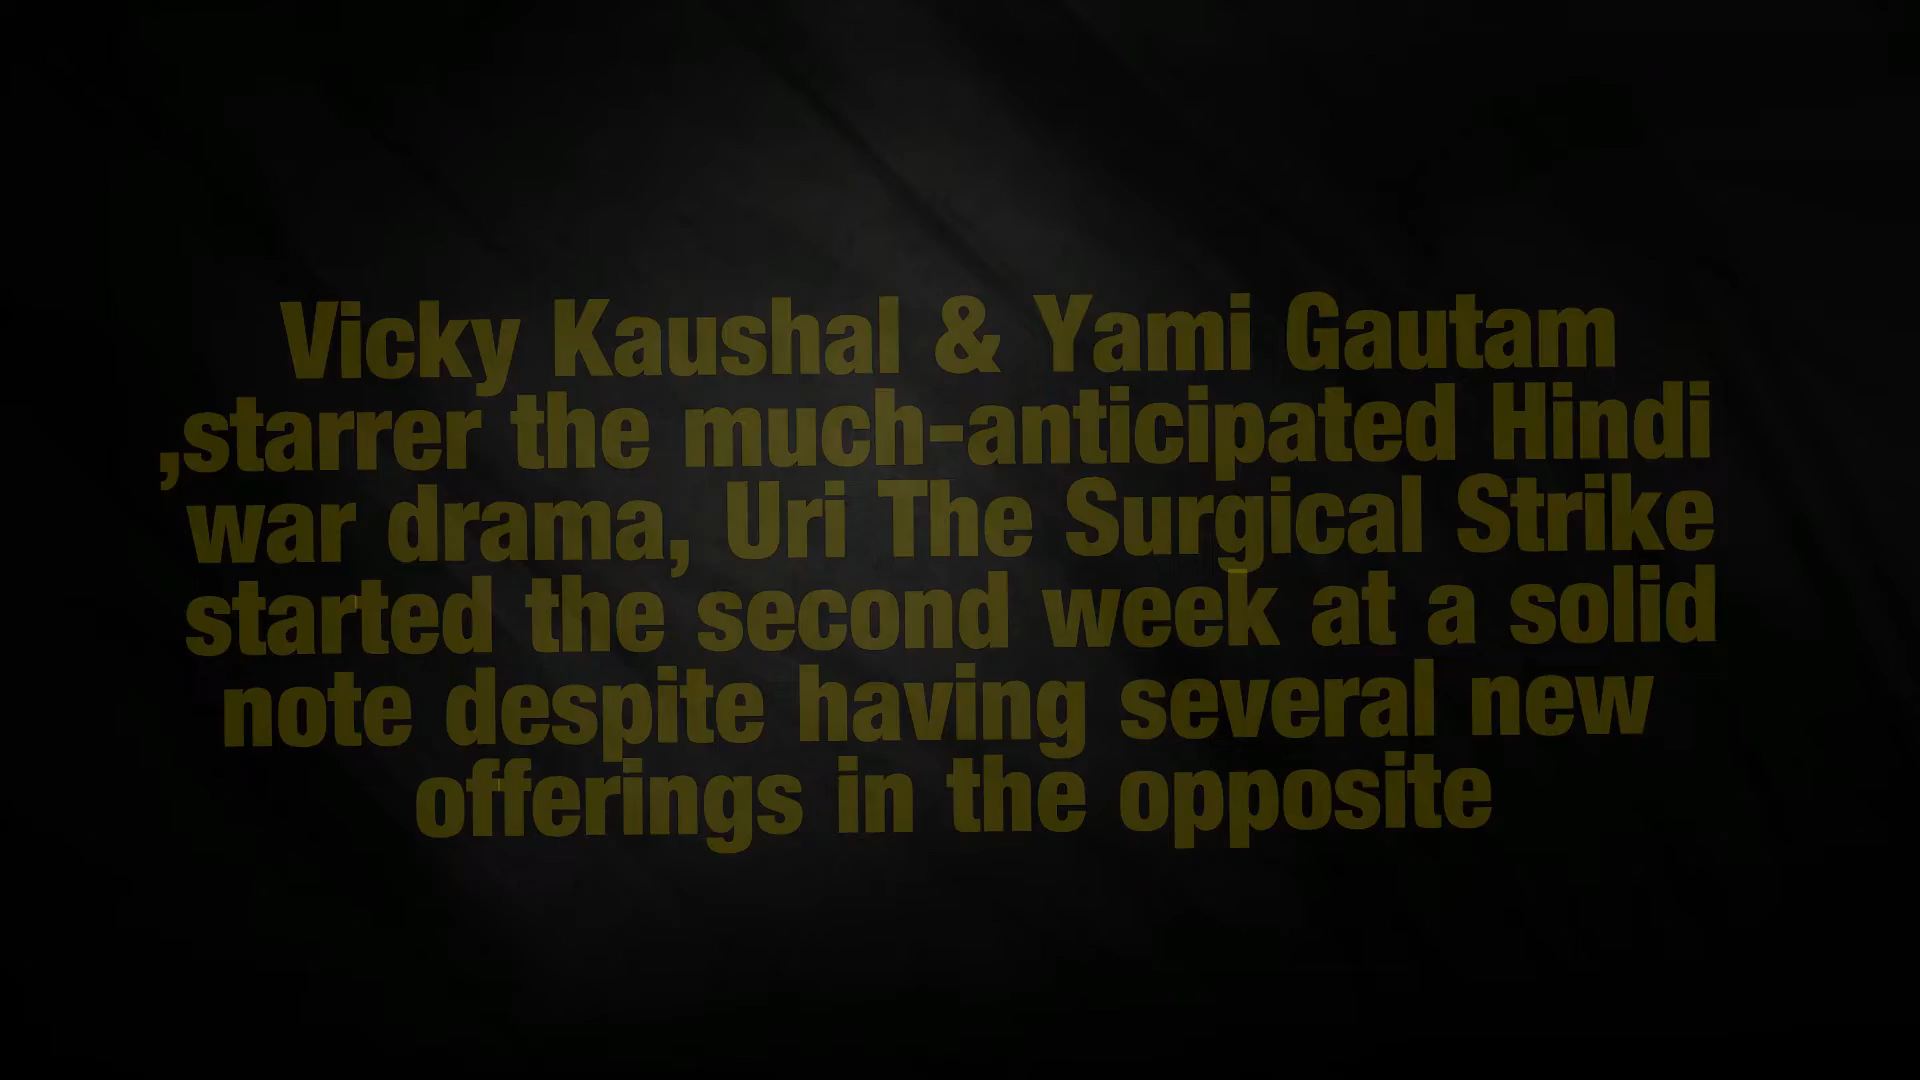 Vicky Kaushal & Yami Gautam
,starrer the much-anticipated Hindi
war drama, Uri The Surgical Strike
started the second week at a solid
note despite having several new
offerings in the opposite